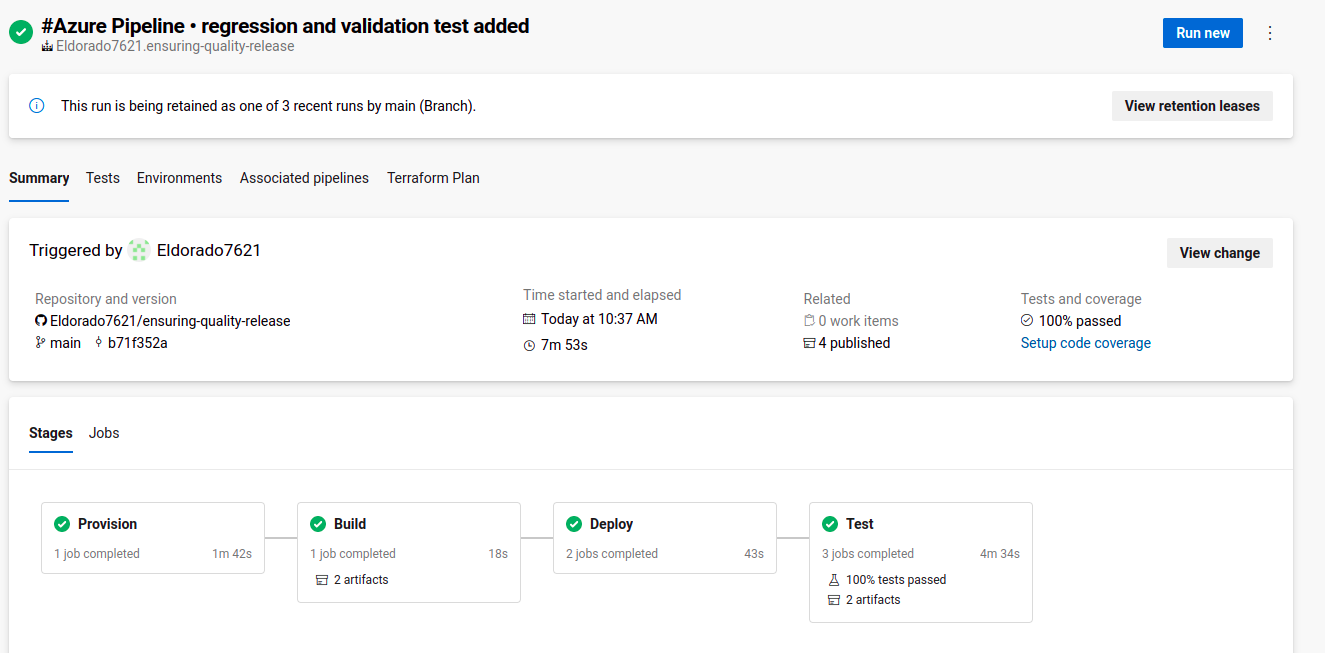 #Azure Pipeline • regression and validation test added
Eldorado7621.ensuring-quality-release
Run new
This run is being retained as one of 3 recent runs by main (Branch).
View retention leases
Summary Tests Environments Associated pipelines Terraform Plan
Triggered by Eldorado7621
View change
Repository and version
Eldorado7621/ensuring-quality-release
main b71f352a
Time started and elapsed
Today at 10:37 AM
7m 53s
Related
0 work items
4 published
Tests and coverage
100% passed
Setup code coverage
Stages Jobs
Provision
1 job completed 1m 42s
Build
1 job completed 18s
2 artifacts
Deploy
2 jobs completed 43s
Test
3 jobs completed 4m 34s
100% tests passed
2 artifacts